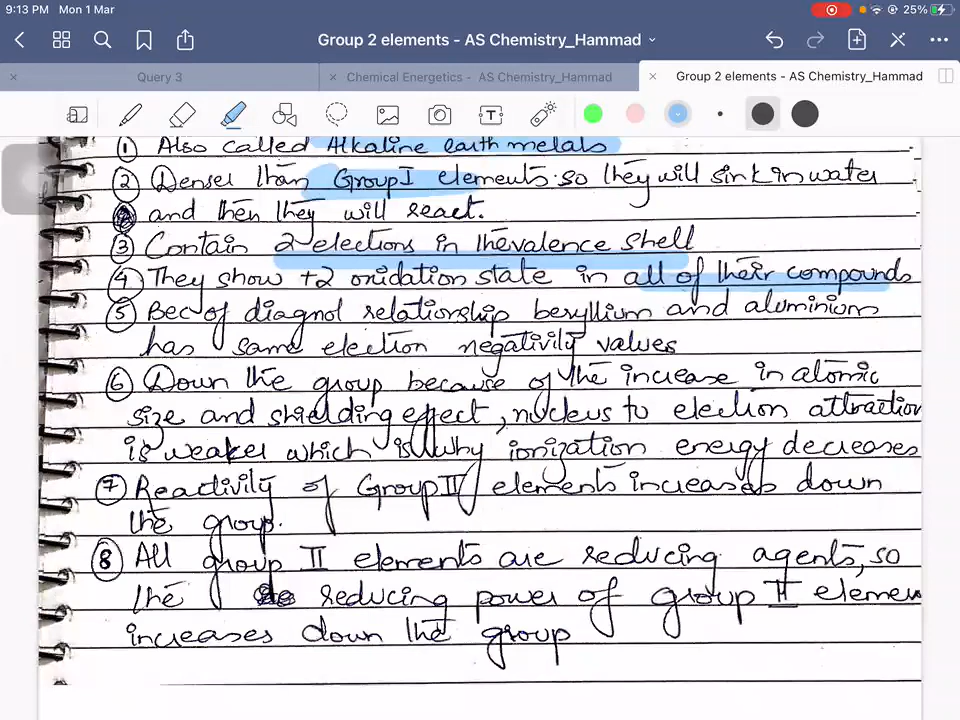 9:13 PM Mon 1 Mar
25%
Group 2 elements - AS Chemistry_Hammad
Query 3
Chemical Energetics - AS Chemistry_Hammad
Group 2 elements - AS Chemistry_Hammad
① Also called Alkaline earth metals
② Denser than Group I elements so they will sink in water
and then they will react.
③ Contain 2 electrons in the valence shell
④ They show +2 oxidation state in all of their compounds
⑤ Bec of diagnol relationship beryllium and aluminium
has same election negativity values
⑥ Down the group because of the increase in atomic
size and shielding effect, nucleus to electron attraction
is weaker which is why ionization energy decreases
⑦ Reactivity of Group II elements increases down
the group.
⑧ All group II elements are reducing agents, so
the reducing power of group II elemen
increases down the group